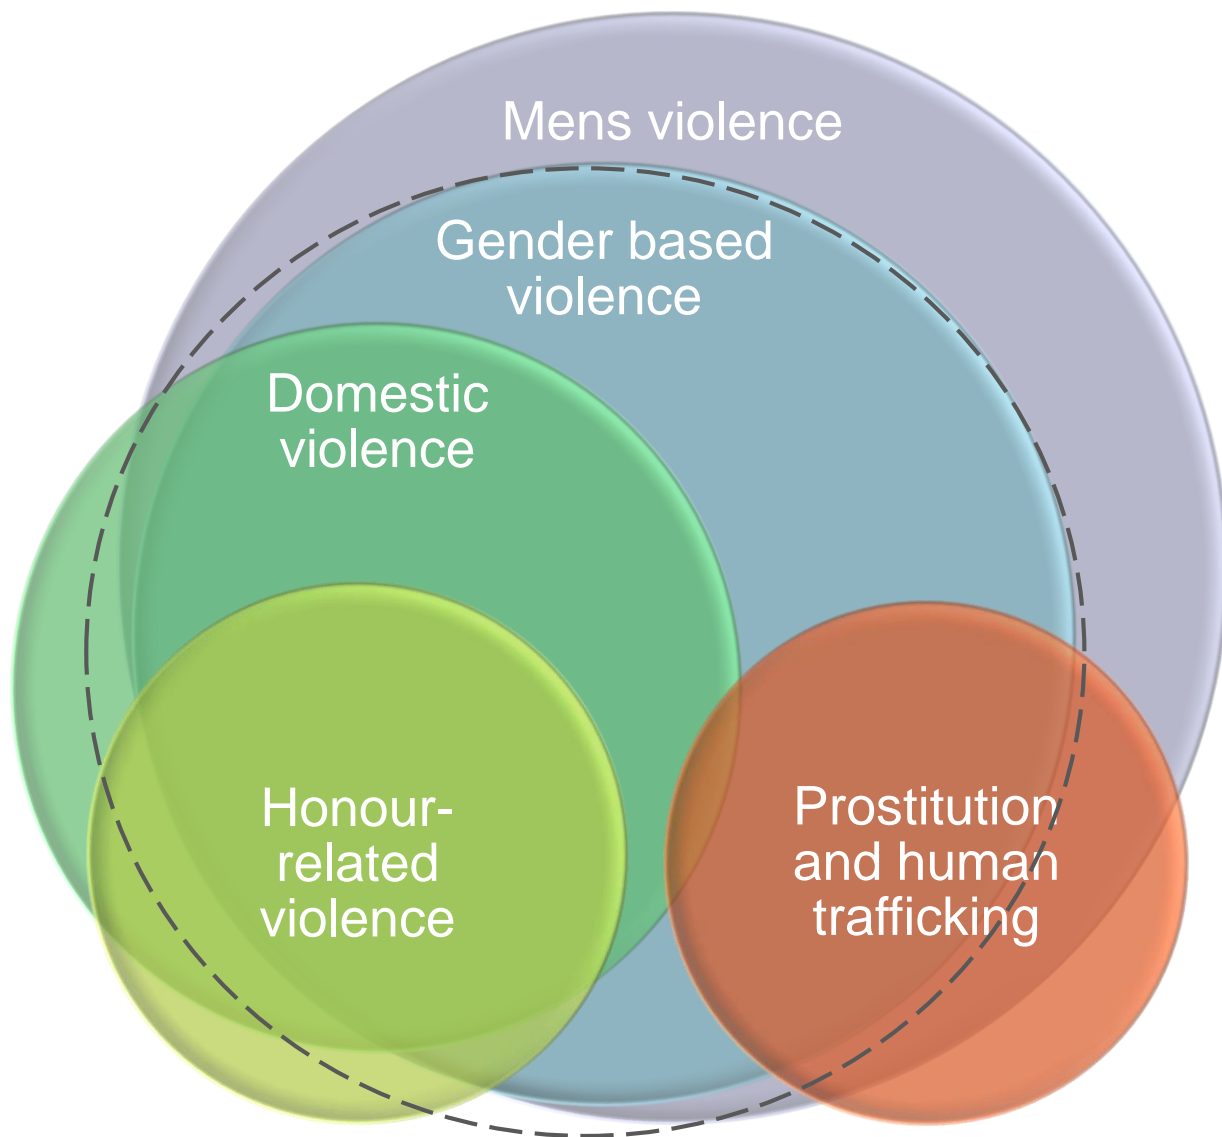 Mens violence
Gender based
violence
Domestic
violence
Honour-
related
violence
Prostitution
and human
trafficking